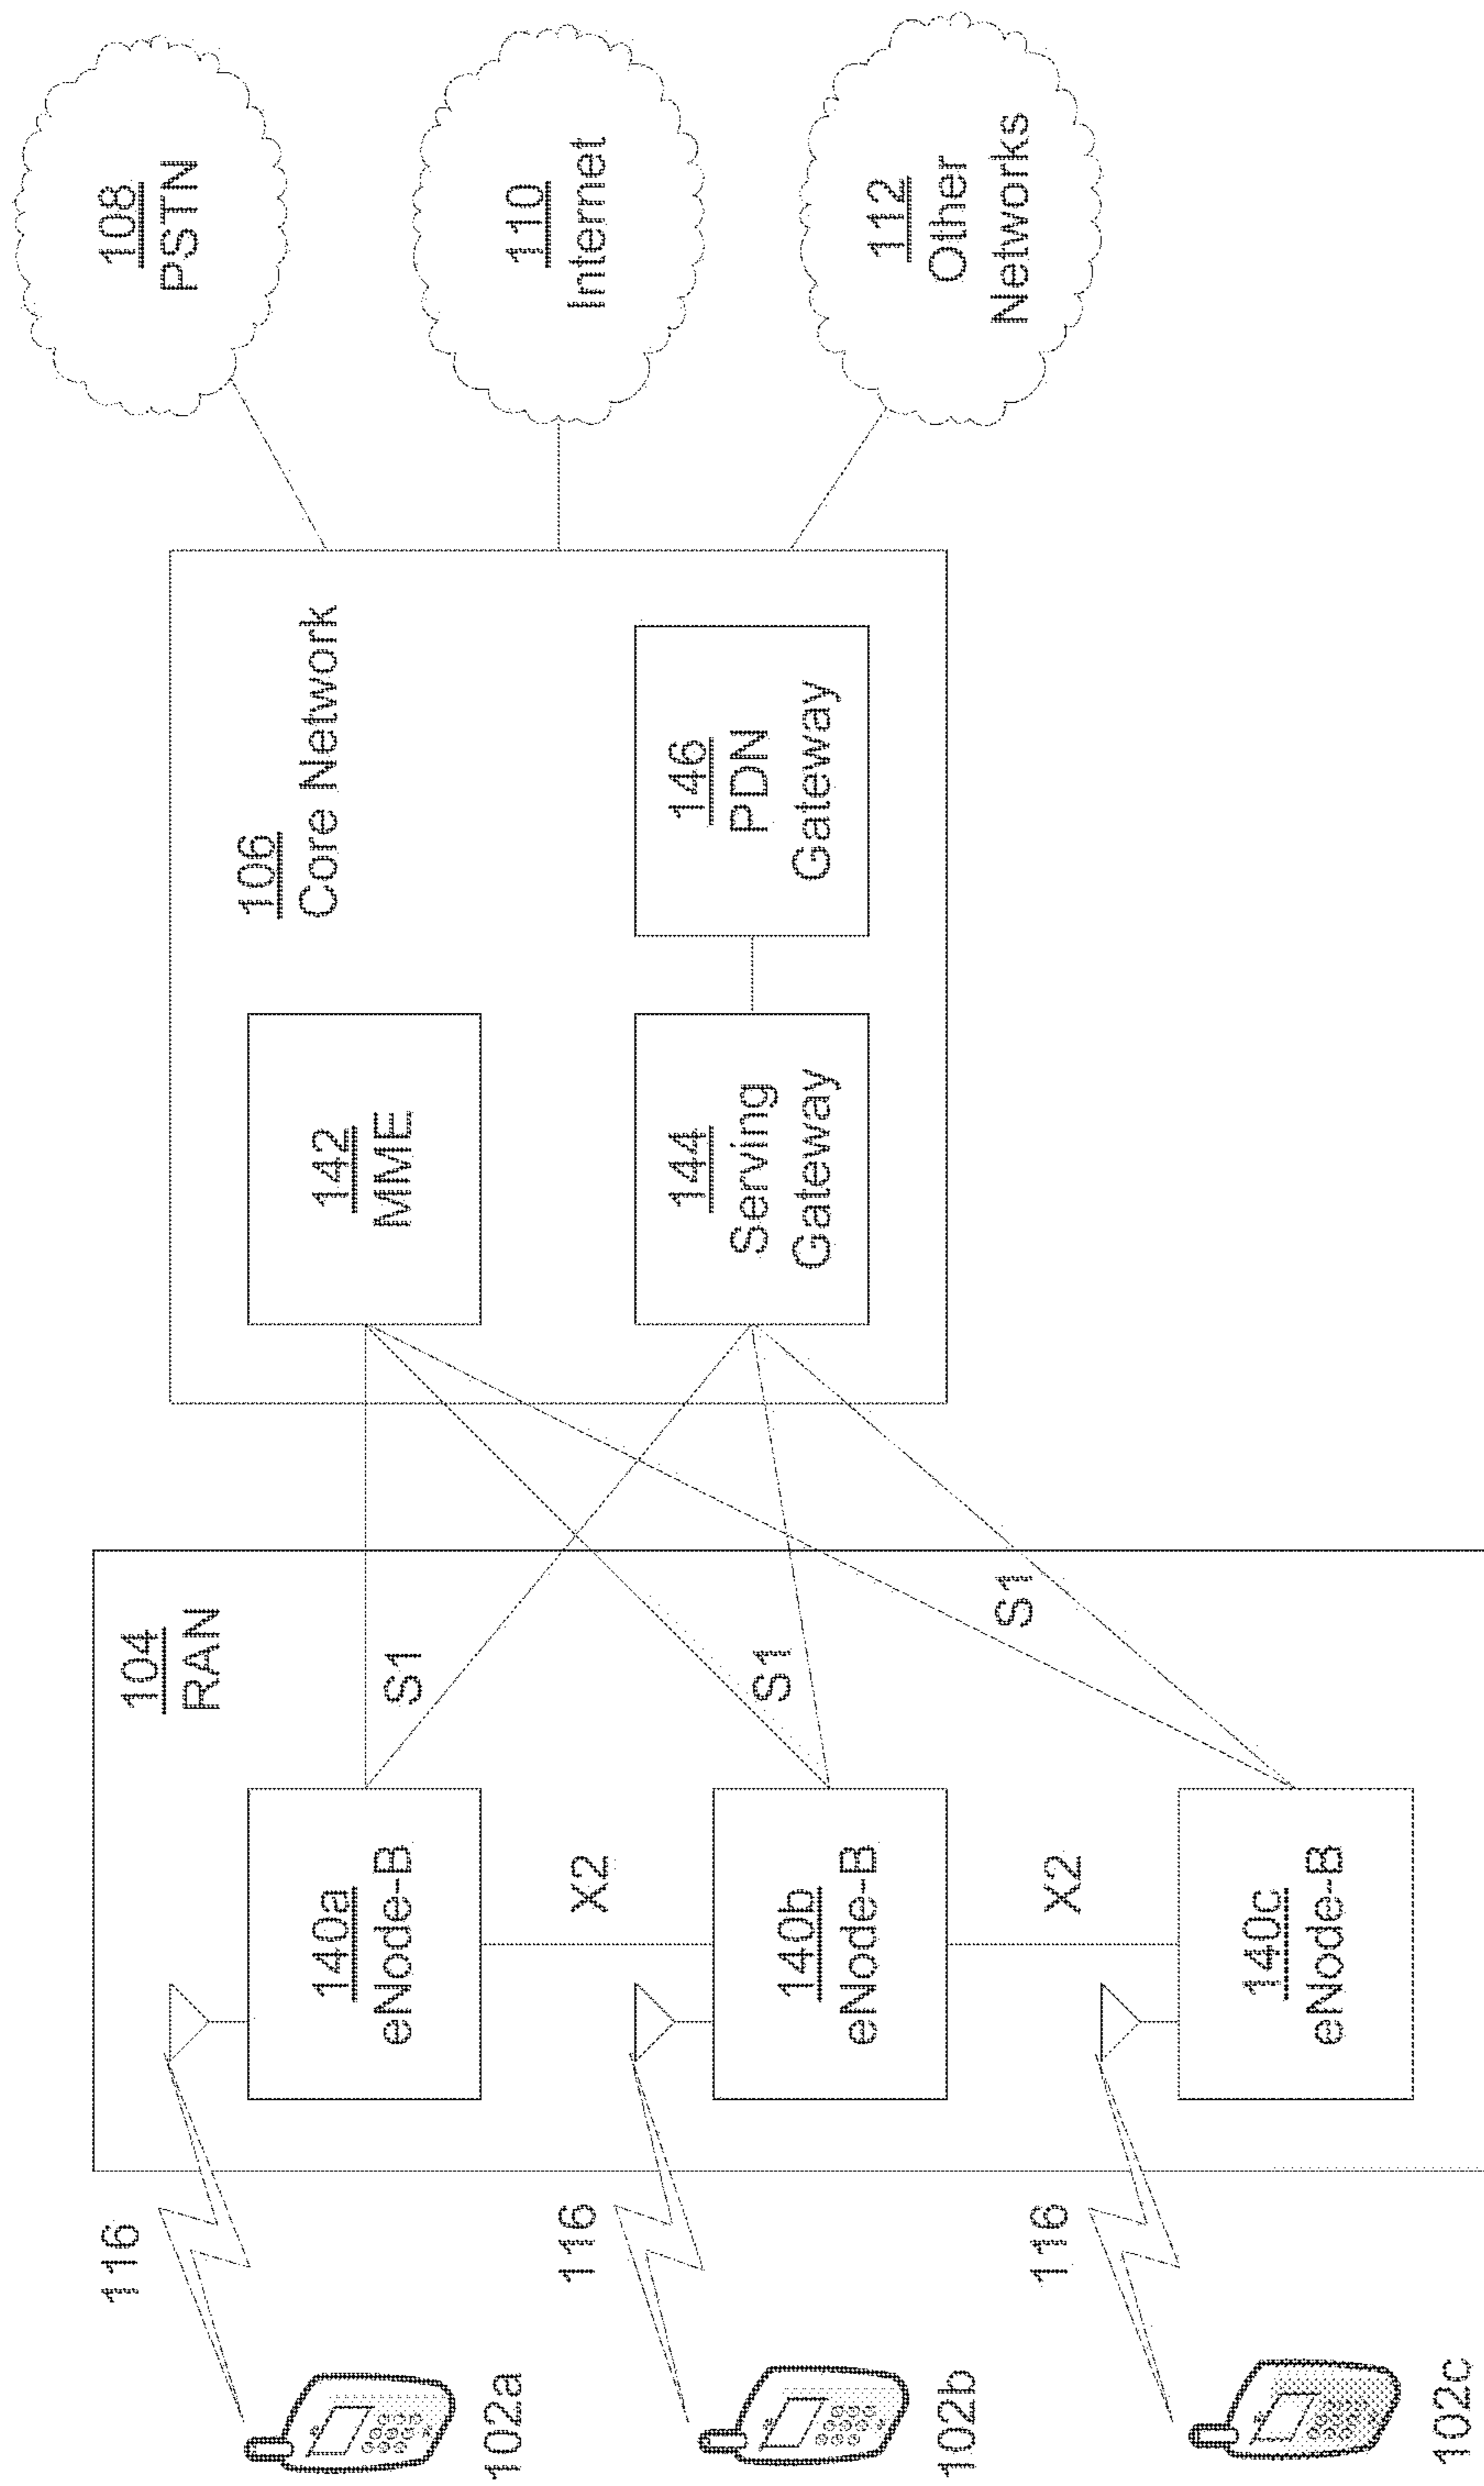 104
RAN
106
Core Network
108
PSTN
110
Internet
112
Other
Networks
116
102a
140a
eNode-B
S1
142
MME
X2
116
102b
140b
eNode-B
S1
144
Serving
Gateway
146
PDN
Gateway
X2
116
102c
140c
eNode-B
S1